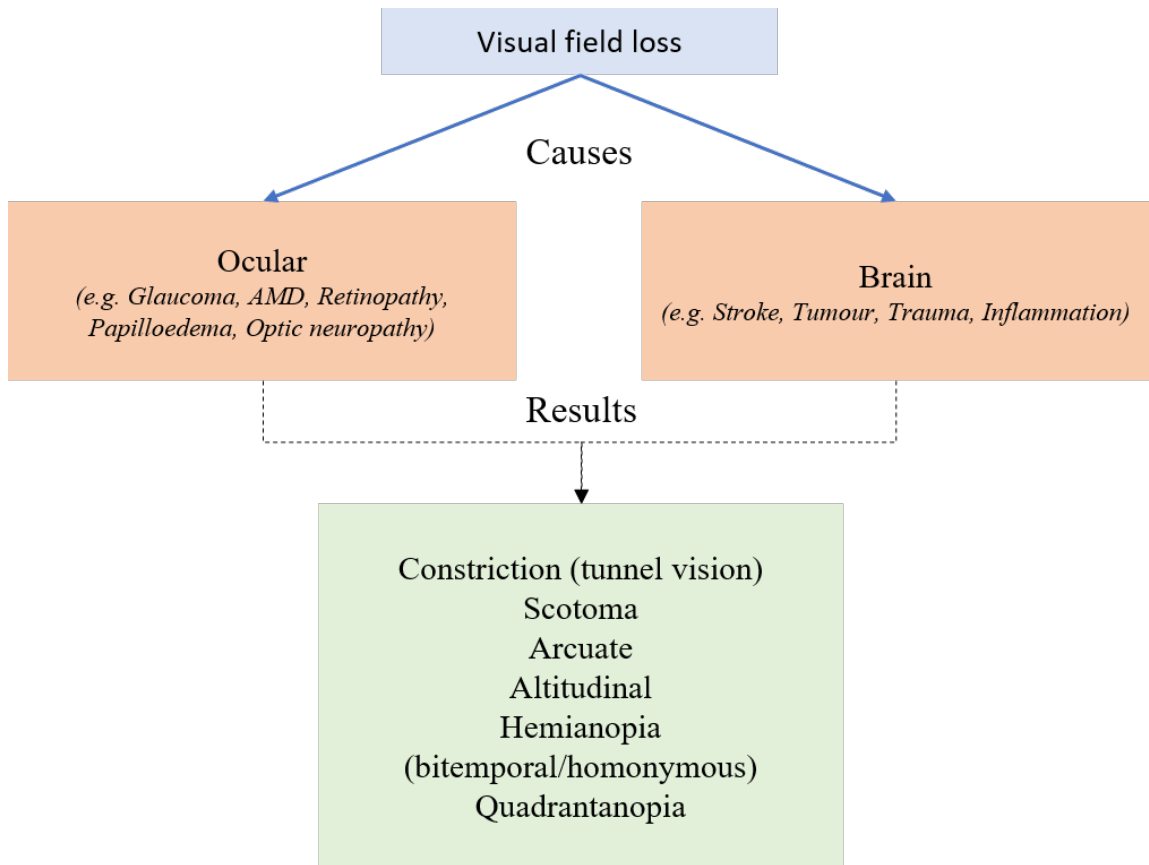 Visual field loss
Causes
Ocular
(e.g. Glaucoma, AMD, Retinopathy,
Papilloedema, Optic neuropathy)
Brain
(e.g. Stroke, Tumour, Trauma, Inflammation)
Results
Constriction (tunnel vision)
Scotoma
Arcuate
Altitudinal
Hemianopia
(bitemporal/homonymous)
Quadrantanopia